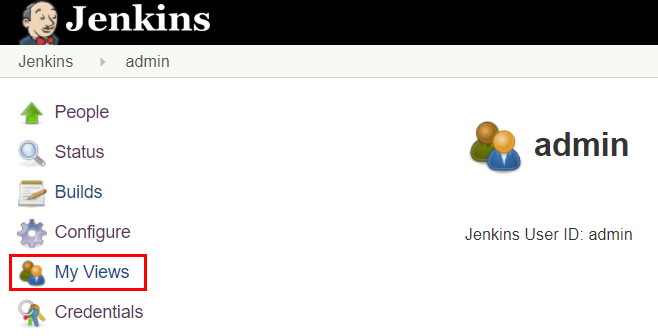 Jenkins
Jenkins admin
People
Status
Builds
Configure
My Views
Credentials
admin
Jenkins User ID: admin